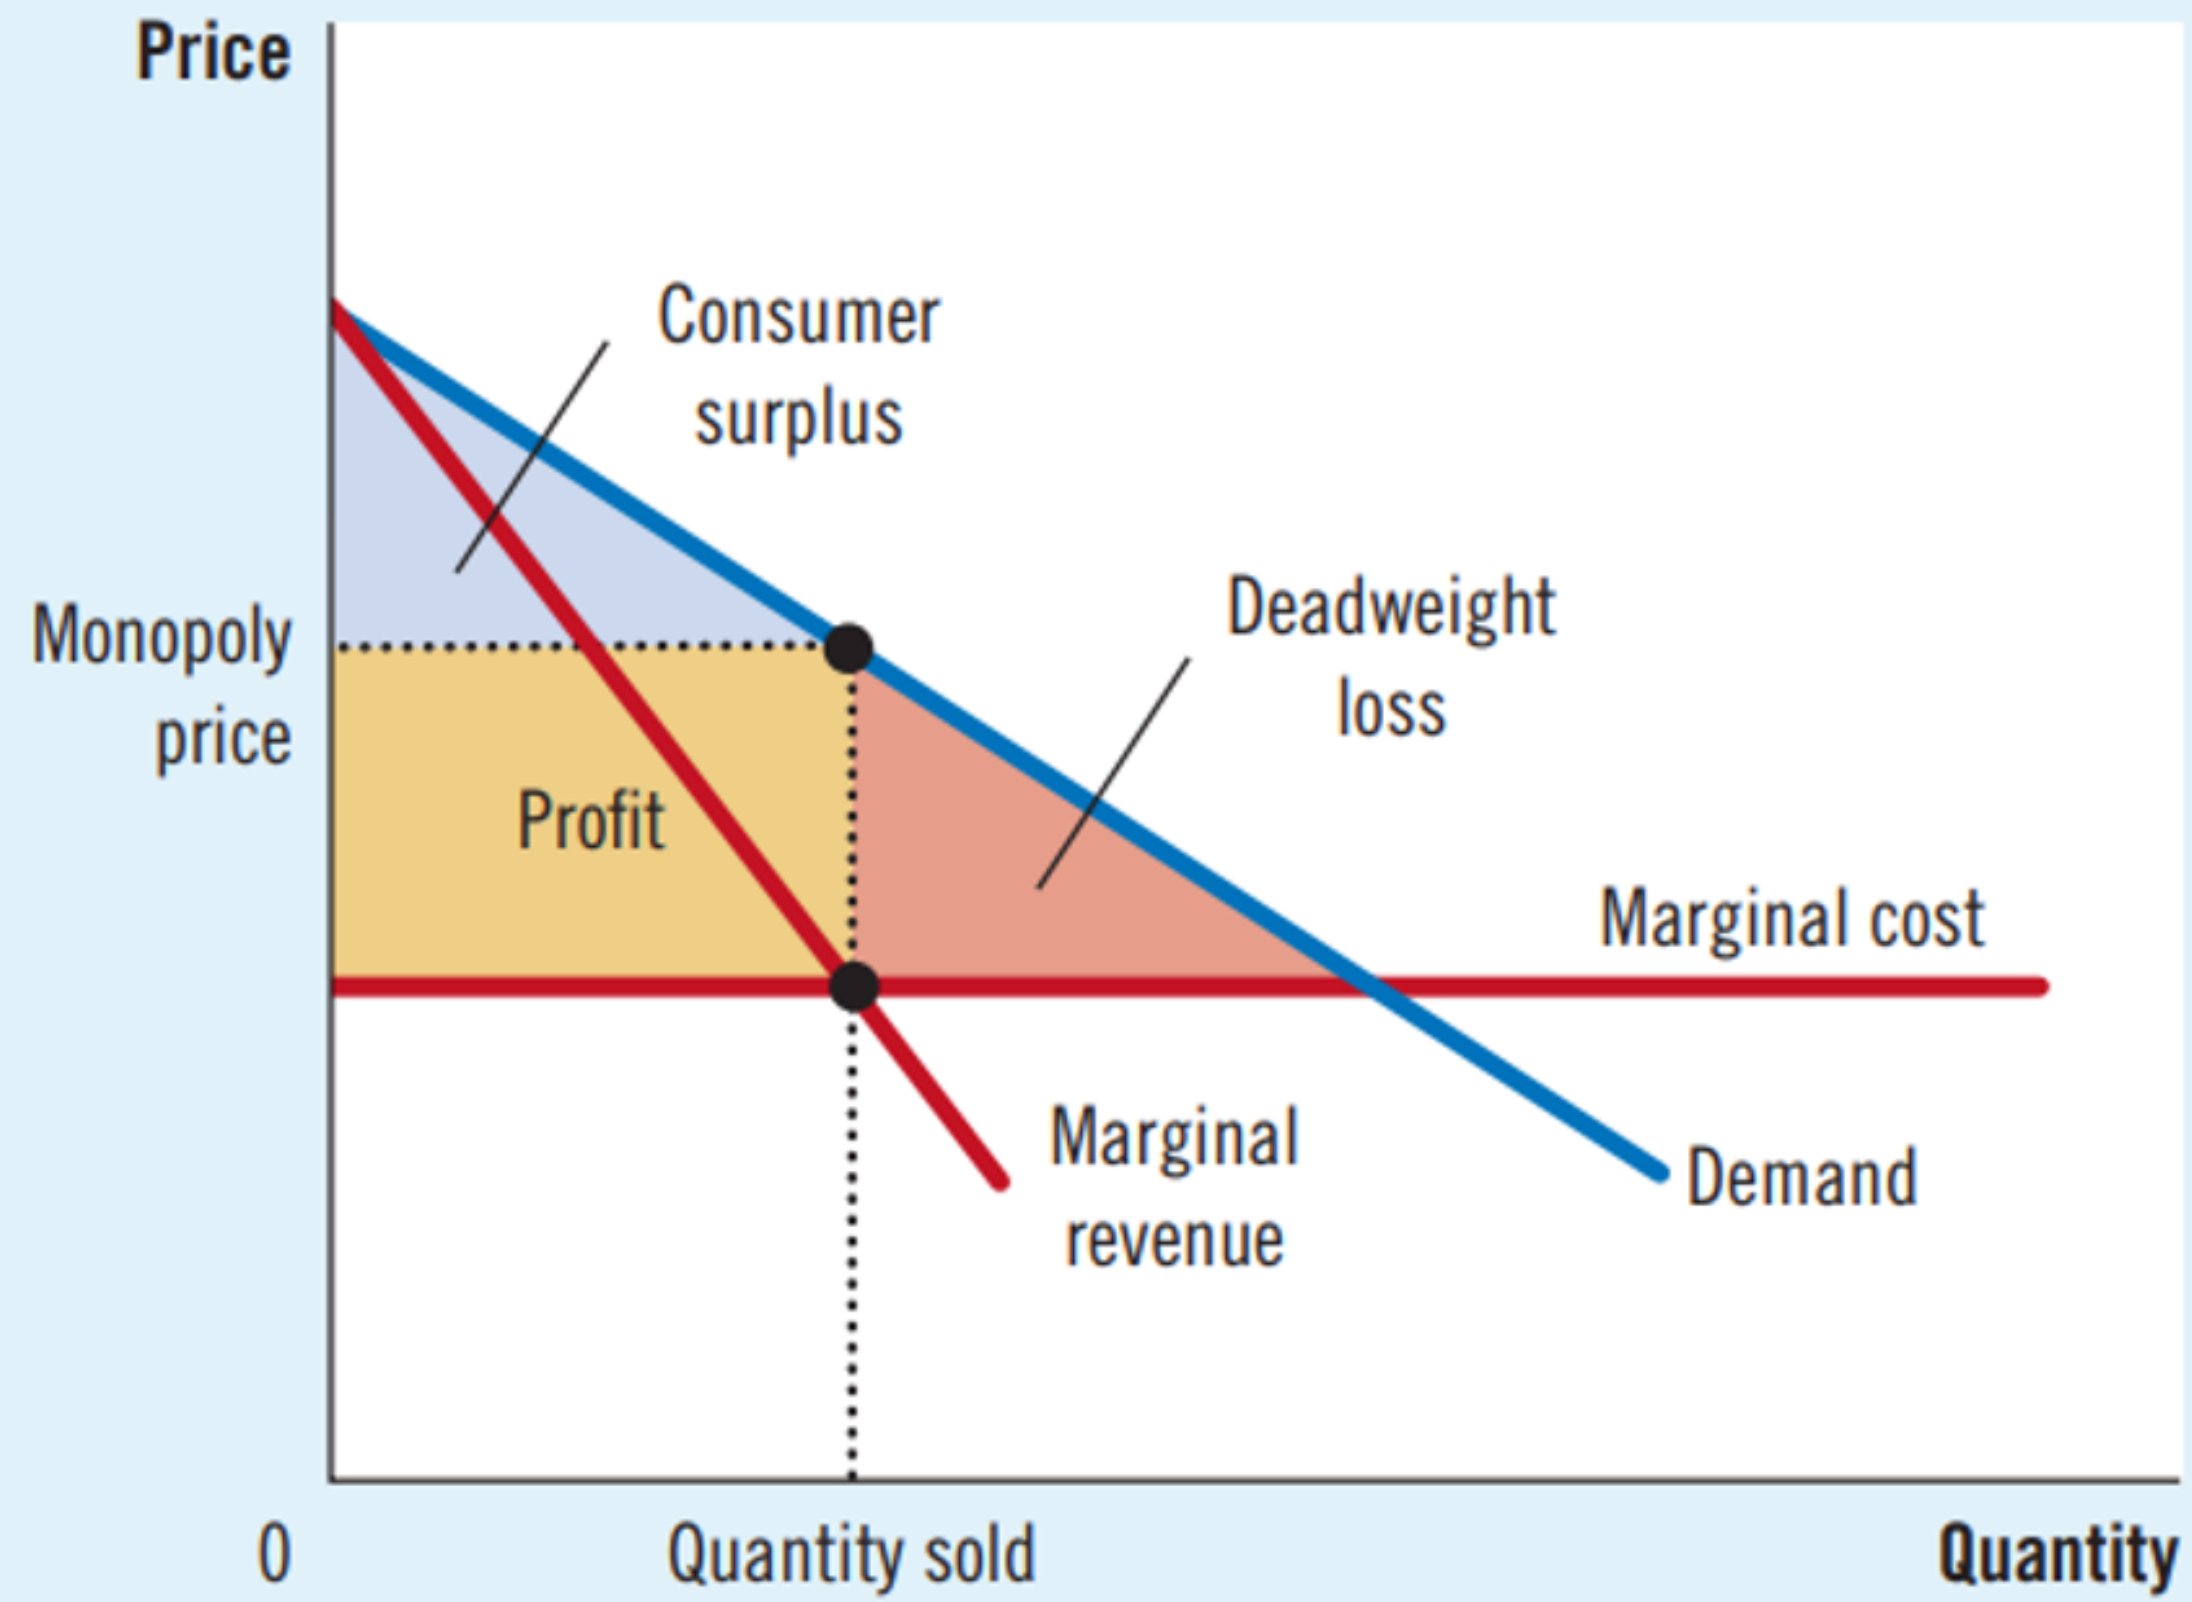 Price
Consumer
surplus
Monopoly
price
Deadweight
loss
Profit
Marginal cost
Marginal
revenue
Demand
0
Quantity sold
Quantity